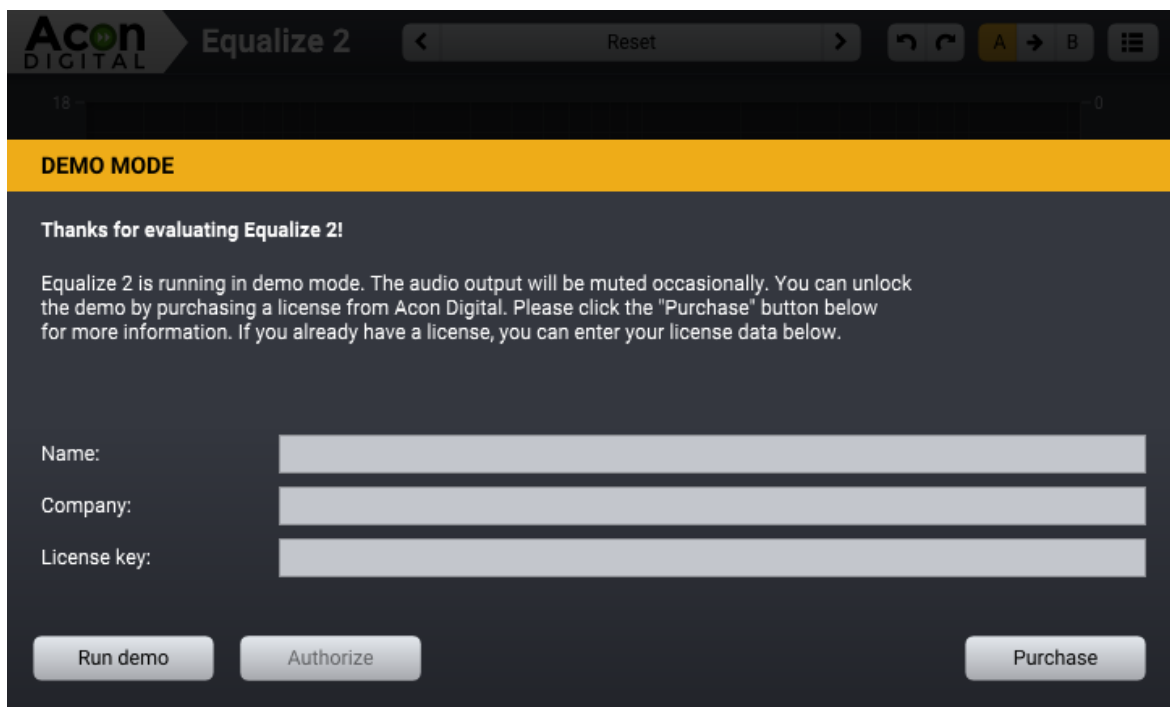 Acon
DIGITAL
Equalize 2
Reset
A
B
18
0
DEMO MODE
Thanks for evaluating Equalize 2!
Equalize 2 is running in demo mode. The audio output will be muted occasionally. You can unlock
the demo by purchasing a license from Acon Digital. Please click the "Purchase" button below
for more information. If you already have a license, you can enter your license data below.
Name:
Company:
License key:
Run demo
Authorize
Purchase